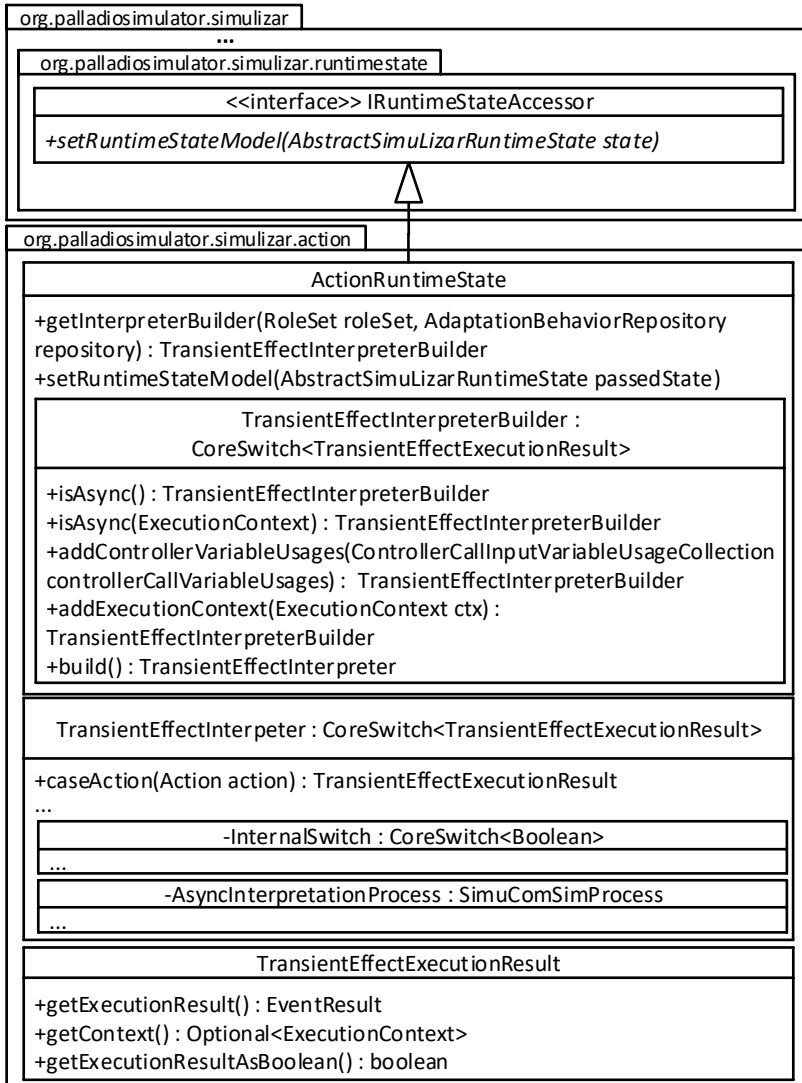 org.palladiosimulator.simulizar
...
org.palladiosimulator.simulizar.runtimestate
<<interface>> IRuntimeStateAccessor
+setRuntimeStateModel(AbstractSimuLizarRuntimeState state)
org.palladiosimulator.simulizar.action
ActionRuntimeState
+getInterpreterBuilder(RoleSet roleSet, AdaptationBehaviorRepository
repository) : TransientEffectInterpreterBuilder
+setRuntimeStateModel(AbstractSimuLizarRuntimeState passedState)
TransientEffectInterpreterBuilder :
CoreSwitch<TransientEffectExecutionResult>
+isAsync() : TransientEffectInterpreterBuilder
+isAsync(ExecutionContext) : TransientEffectInterpreterBuilder
+addControllerVariableUsages(ControllerCallInputVariableUsageCollection
controllerCallVariableUsages) : TransientEffectInterpreterBuilder
+addExecutionContext(ExecutionContext ctx) :
TransientEffectInterpreterBuilder
+build() : TransientEffectInterpreter
TransientEffectInterpeter : CoreSwitch<TransientEffectExecutionResult>
+caseAction(Action action) : TransientEffectExecutionResult
...
-InternalSwitch : CoreSwitch<Boolean>
...
-AsyncInterpretationProcess : SimuComSimProcess
...
TransientEffectExecutionResult
+getExecutionResult() : EventResult
+getContext() : Optional<ExecutionContext>
+getExecutionResultAsBoolean() : boolean